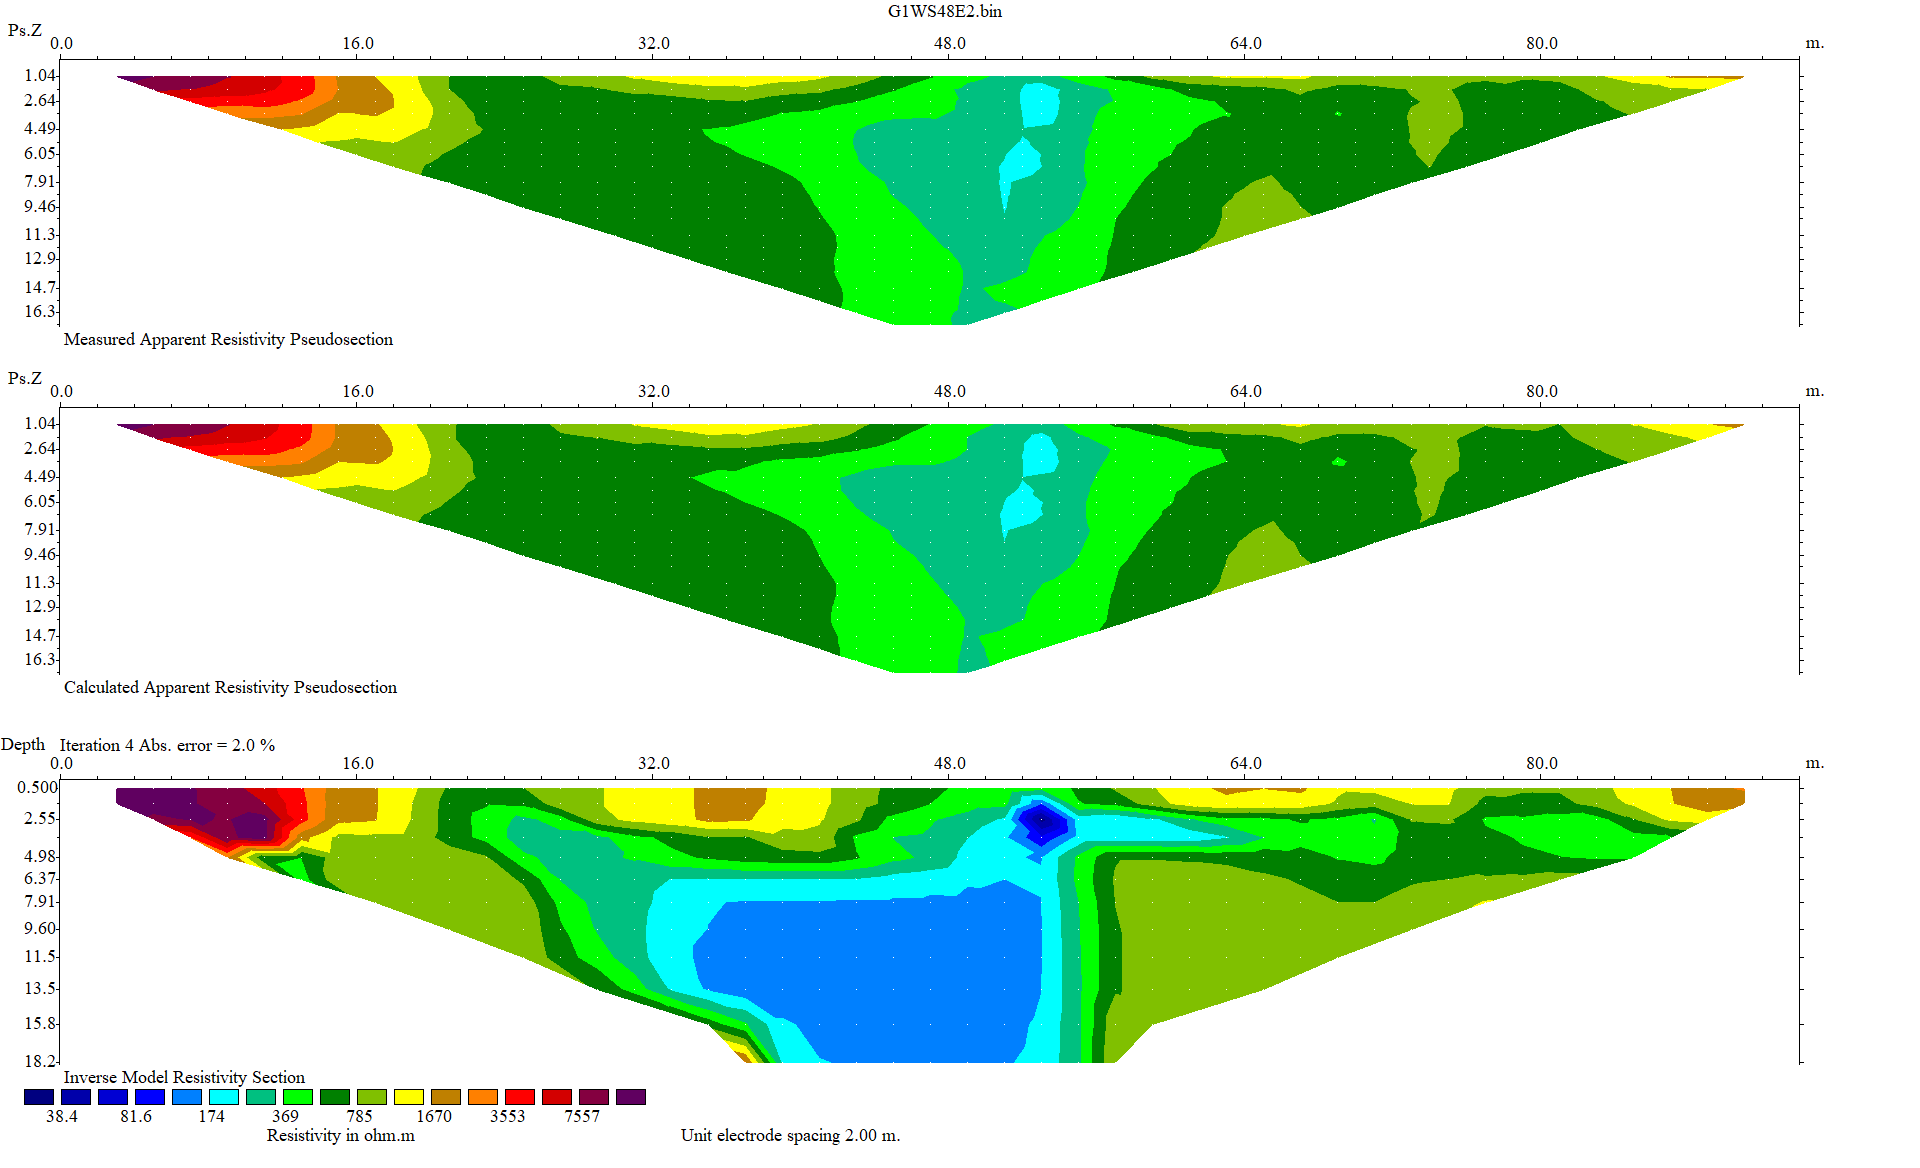 G1WS48E2.bin
Ps.Z
0.0 16.0 32.0 48.0 64.0 80.0 m.
1.04
2.64
4.49
6.05
7.91
9.46
11.3
12.9
14.7
16.3
Measured Apparent Resistivity Pseudosection
Ps.Z
0.0 16.0 32.0 48.0 64.0 80.0 m.
1.04
2.64
4.49
6.05
7.91
9.46
11.3
12.9
14.7
16.3
Calculated Apparent Resistivity Pseudosection
Depth Iteration 4 Abs. error = 2.0 %
0.0 16.0 32.0 48.0 64.0 80.0 m.
0.500
2.55
4.98
6.37
7.91
9.60
11.5
13.5
15.8
18.2
Inverse Model Resistivity Section
38.4 81.6 174 369 785 1670 3553 7557
Resistivity in ohm.m Unit electrode spacing 2.00 m.